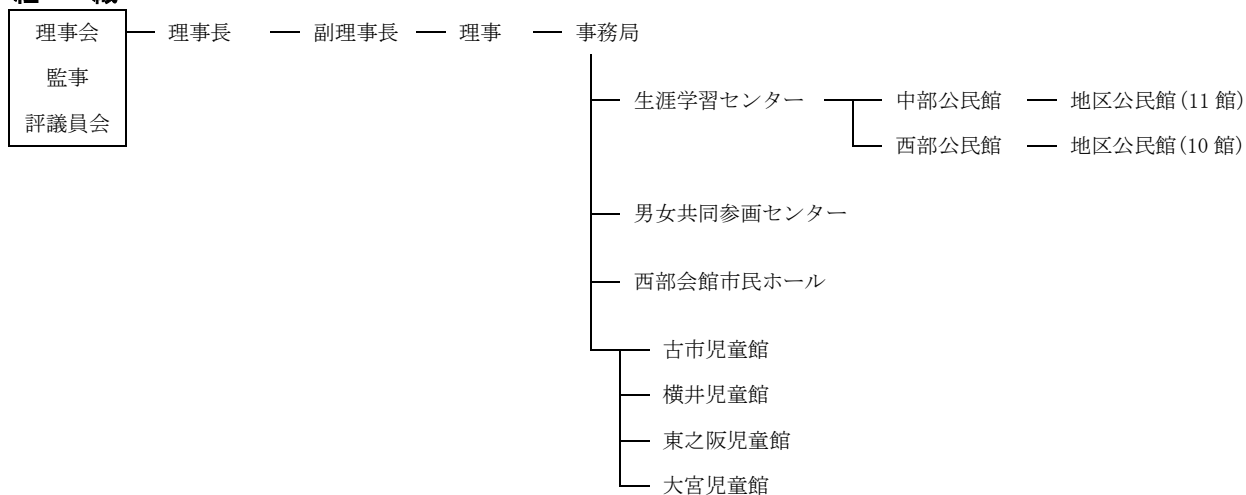 組 織
理事会 理事長 副理事長 理事 事務局
監事
評議員会
生涯学習センター 中部公民館 地区公民館(11 館)
西部公民館 地区公民館(10 館)
男女共同参画センター
西部会館市民ホール
古市児童館
横井児童館
東之阪児童館
大宮児童館